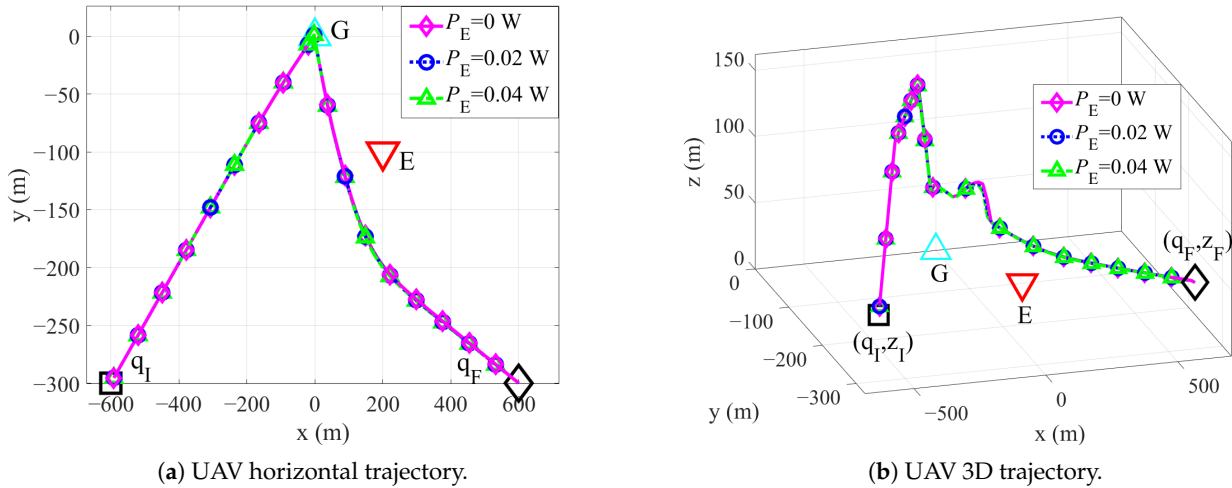 G
P_E=0 W
P_E=0.02 W
P_E=0.04 W
E
q_I
q_F
0
−50
−100
−150
−200
−250
−300
y (m)
−600 −400 −200 0 200 400 600
x (m)
(a) UAV horizontal trajectory.
150
100
50
0
z (m)
P_E=0 W
P_E=0.02 W
P_E=0.04 W
(q_F,z_F)
G
E
(q_I,z_I)
0
−100
−200
−300
y (m)
−500 0 500
x (m)
(b) UAV 3D trajectory.